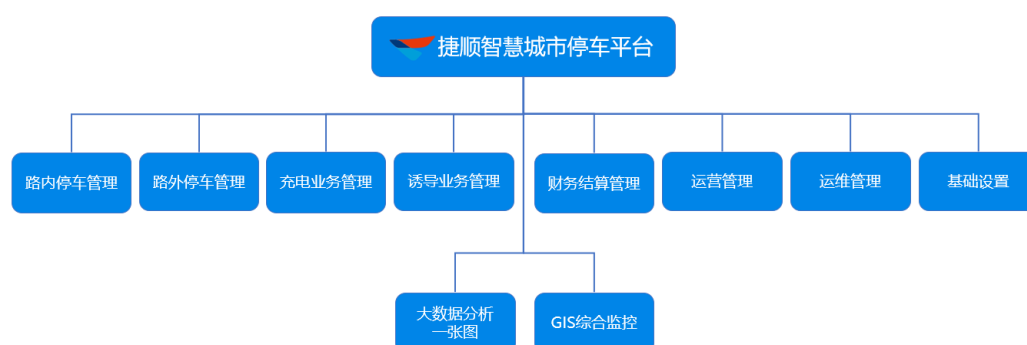 捷顺智慧城市停车平台
路内停车管理
路外停车管理
充电业务管理
诱导业务管理
财务结算管理
运营管理
运维管理
基础设置
大数据分析
一张图
GIS综合监控